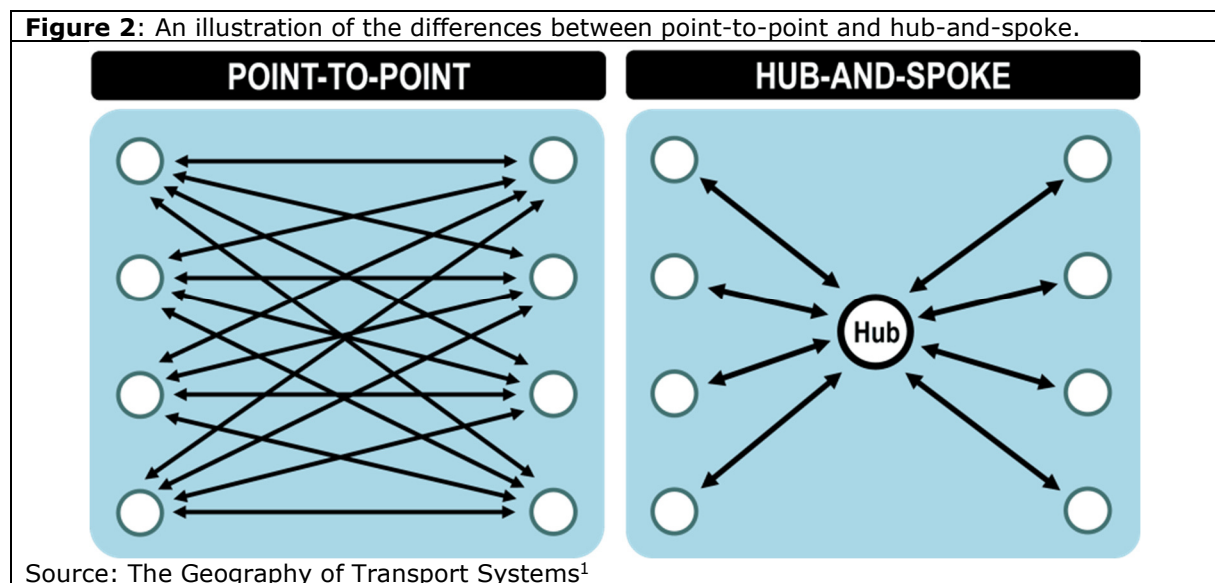 Figure 2: An illustration of the differences between point-to-point and hub-and-spoke.
POINT-TO-POINT
HUB-AND-SPOKE
Hub
Source: The Geography of Transport Systems¹